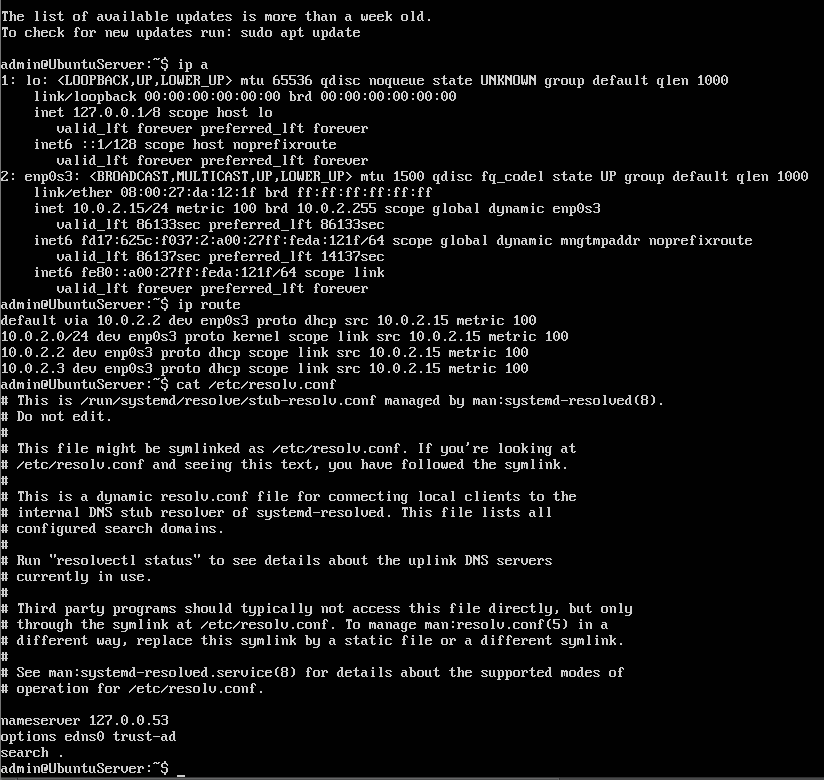 The list of available updates is more than a week old.
To check for new updates run: sudo apt update
admin@UbuntuServer:~$ ip a
1: lo: <LOOPBACK,UP,LOWER_UP> mtu 65536 qdisc noqueue state UNKNOWN group default qlen 1000
    link/loopback 00:00:00:00:00:00 brd 00:00:00:00:00:00
    inet 127.0.0.1/8 scope host lo
       valid_lft forever preferred_lft forever
    inet6 ::1/128 scope host noprefixroute
       valid_lft forever preferred_lft forever
2: enp0s3: <BROADCAST,MULTICAST,UP,LOWER_UP> mtu 1500 qdisc fq_codel state UP group default qlen 1000
    link/ether 08:00:27:da:12:1f brd ff:ff:ff:ff:ff:ff
    inet 10.0.2.15/24 metric 100 brd 10.0.2.255 scope global dynamic enp0s3
       valid_lft 86133sec preferred_lft 86133sec
    inet6 fd17:625c:f037:2:a00:27ff:feda:121f/64 scope global dynamic mngtmpaddr noprefixroute
       valid_lft 86137sec preferred_lft 14137sec
    inet6 fe80::a00:27ff:feda:121f/64 scope link
       valid_lft forever preferred_lft forever
admin@UbuntuServer:~$ ip route
default via 10.0.2.2 dev enp0s3 proto dhcp src 10.0.2.15 metric 100
10.0.2.0/24 dev enp0s3 proto kernel scope link src 10.0.2.15 metric 100
10.0.2.2 dev enp0s3 proto dhcp scope link src 10.0.2.15 metric 100
10.0.2.3 dev enp0s3 proto dhcp scope link src 10.0.2.15 metric 100
admin@UbuntuServer:~$ cat /etc/resolv.conf
# This is /run/systemd/resolve/stub-resolv.conf managed by man:systemd-resolved(8).
# Do not edit.
#
# This file might be symlinked as /etc/resolv.conf. If you're looking at
# /etc/resolv.conf and seeing this text, you have followed the symlink.
#
# This is a dynamic resolv.conf file for connecting local clients to the
# internal DNS stub resolver of systemd-resolved. This file lists all
# configured search domains.
#
# Run "resolvectl status" to see details about the uplink DNS servers
# currently in use.
#
# Third party programs should typically not access this file directly, but only
# through the symlink at /etc/resolv.conf. To manage man:resolv.conf(5) in a
# different way, replace this symlink by a static file or a different symlink.
#
# See man:systemd-resolved.service(8) for details about the supported modes of
# operation for /etc/resolv.conf.
nameserver 127.0.0.53
options edns0 trust-ad
search .
admin@UbuntuServer:~$ _